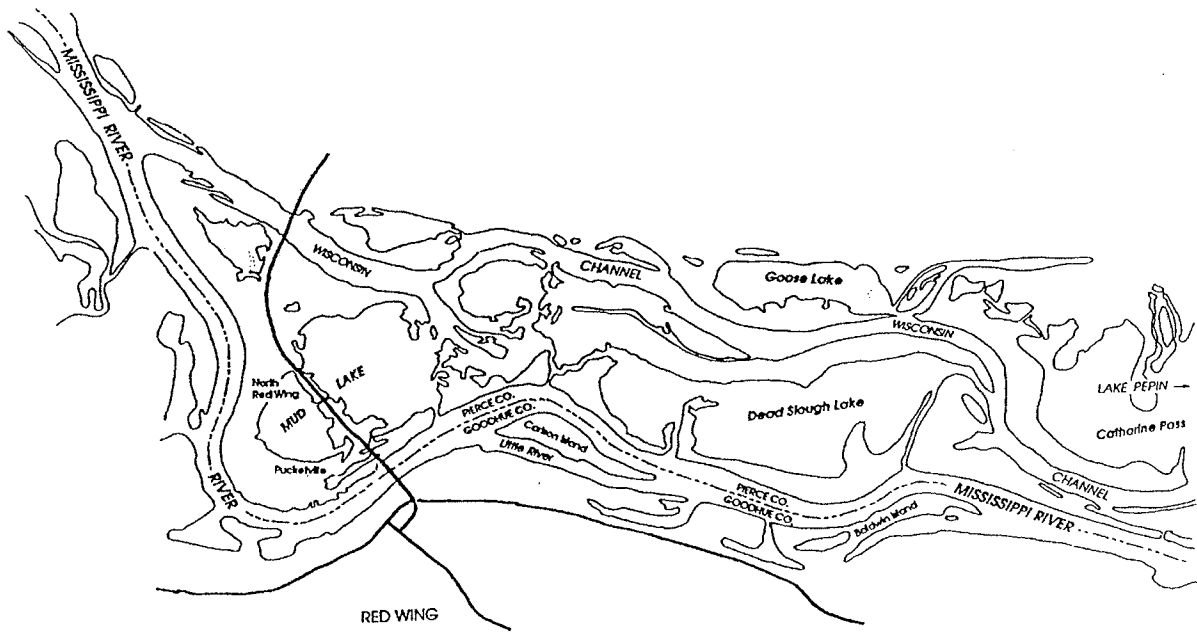 MISSISSIPPI RIVER
WISCONSIN
CHANNEL
Goose Lake
WISCONSIN
LAKE PEPIN
Catharine Pass
North
Red Wing
MUD
LAKE
Puckelville
RIVER
PIERCE CO.
GOODHUE CO.
Carlson Island
Little River
Dead Slough Lake
PIERCE CO.
GOODHUE CO.
Baldwin Island
MISSISSIPPI RIVER
CHANNEL
RED WING